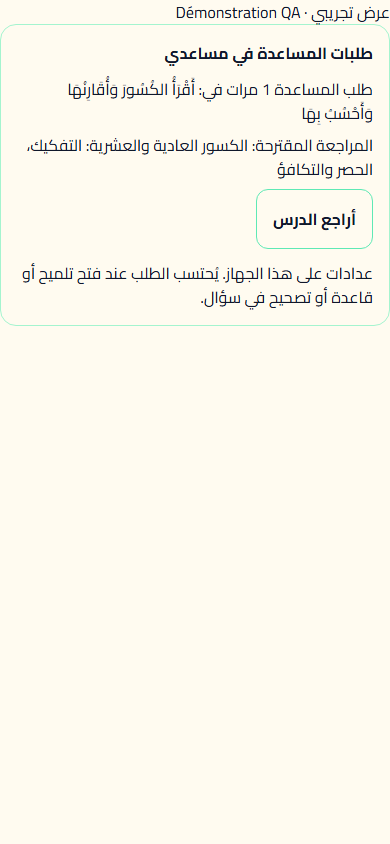 عرض تجريبي · Démonstration QA
طلبات المساعدة في مساعدي
طلب المساعدة 1 مرات في: أَقْرَأُ الكُسُورَ وَأُقَارِنُهَا
وَأَحْسُبُ بِهَا
المراجعة المقترحة: الكسور العادية والعشرية: التفكيك،
الحصر والتكافؤ
أراجع الدرس
عدادات على هذا الجهاز. يُحتسب الطلب عند فتح تلميح أو
قاعدة أو تصحيح في سؤال.